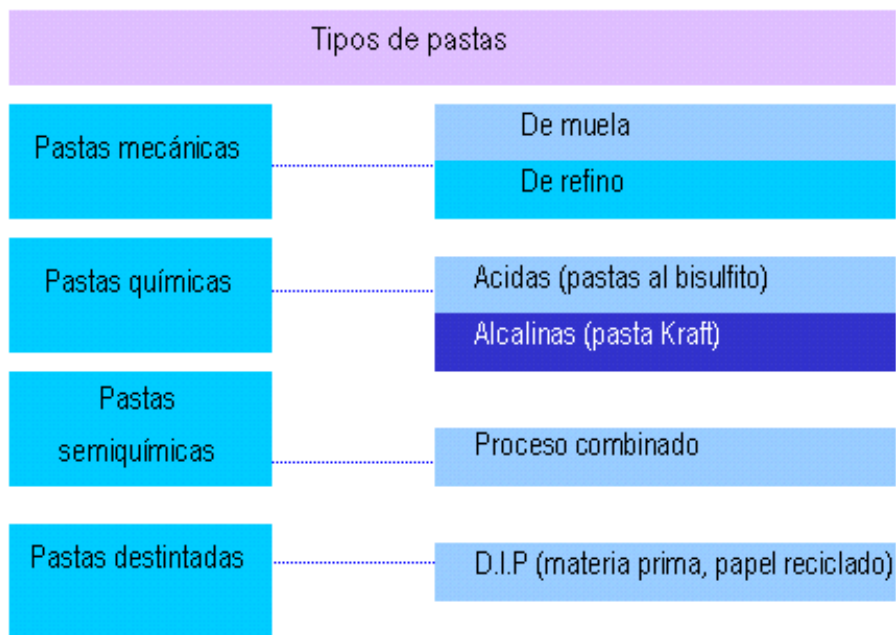 Tipos de pastas
Pastas mecánicas
De muela
De refino
Pastas químicas
Acidas (pastas al bisulfito)
Alcalinas (pasta Kraft)
Pastas
semiquímicas
Proceso combinado
Pastas destintadas
D.I.P (materia prima, papel reciclado)